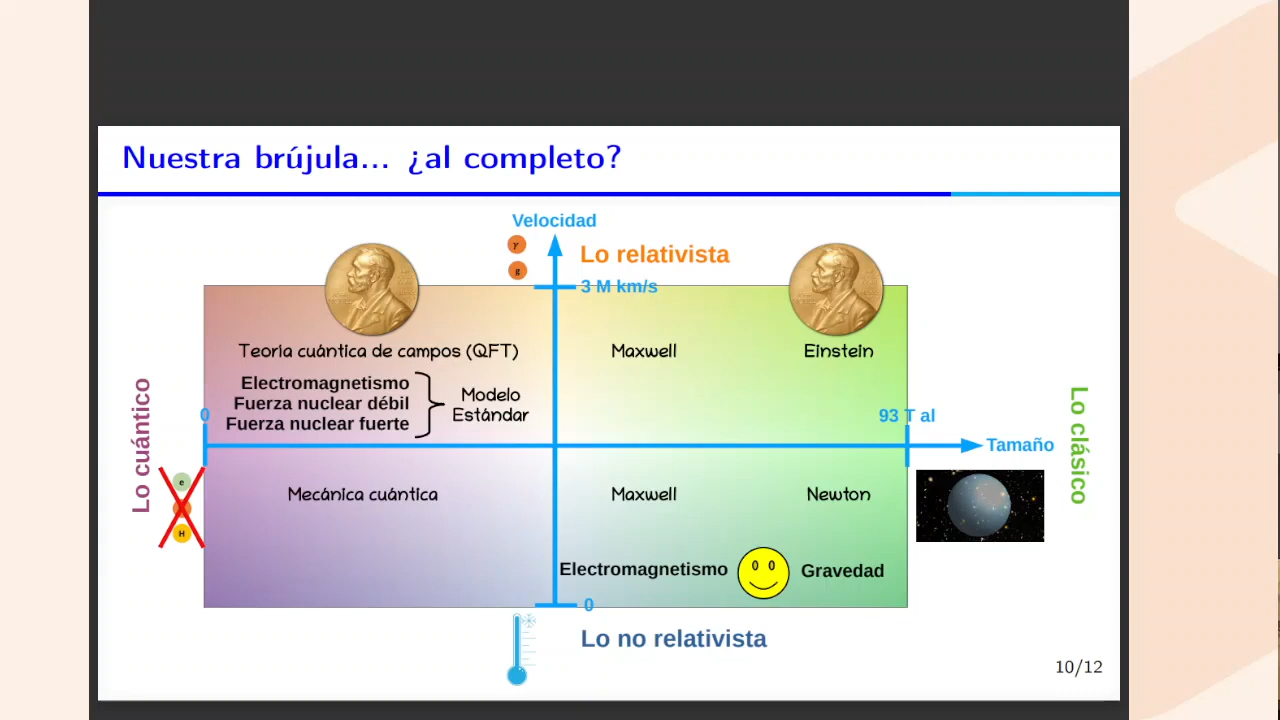 Nuestra brújula... ¿al completo?
Velocidad
γ
g
Lo relativista
3 M km/s
Teoría cuántica de campos (QFT)
Maxwell
Einstein
Electromagnetismo
Fuerza nuclear débil
Fuerza nuclear fuerte
Modelo
Estándar
Lo cuántico
0
93 T al
Tamaño
Lo clásico
e
H
Mecánica cuántica
Maxwell
Newton
Electromagnetismo
Gravedad
0
Lo no relativista
10/12